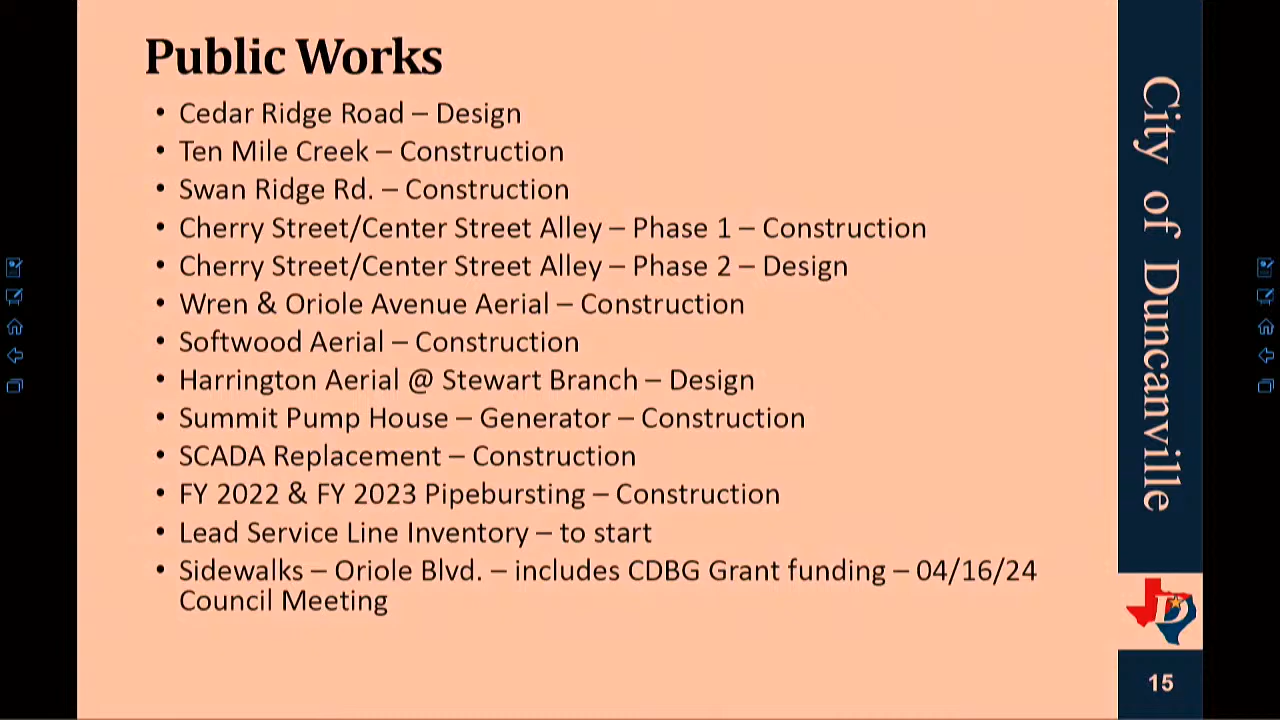 Public Works
• Cedar Ridge Road – Design
• Ten Mile Creek – Construction
• Swan Ridge Rd. – Construction
• Cherry Street/Center Street Alley – Phase 1 – Construction
• Cherry Street/Center Street Alley – Phase 2 – Design
• Wren & Oriole Avenue Aerial – Construction
• Softwood Aerial – Construction
• Harrington Aerial @ Stewart Branch – Design
• Summit Pump House – Generator – Construction
• SCADA Replacement – Construction
• FY 2022 & FY 2023 Pipebursting – Construction
• Lead Service Line Inventory – to start
• Sidewalks – Oriole Blvd. – includes CDBG Grant funding – 04/16/24
Council Meeting
City of Duncanville
D
15